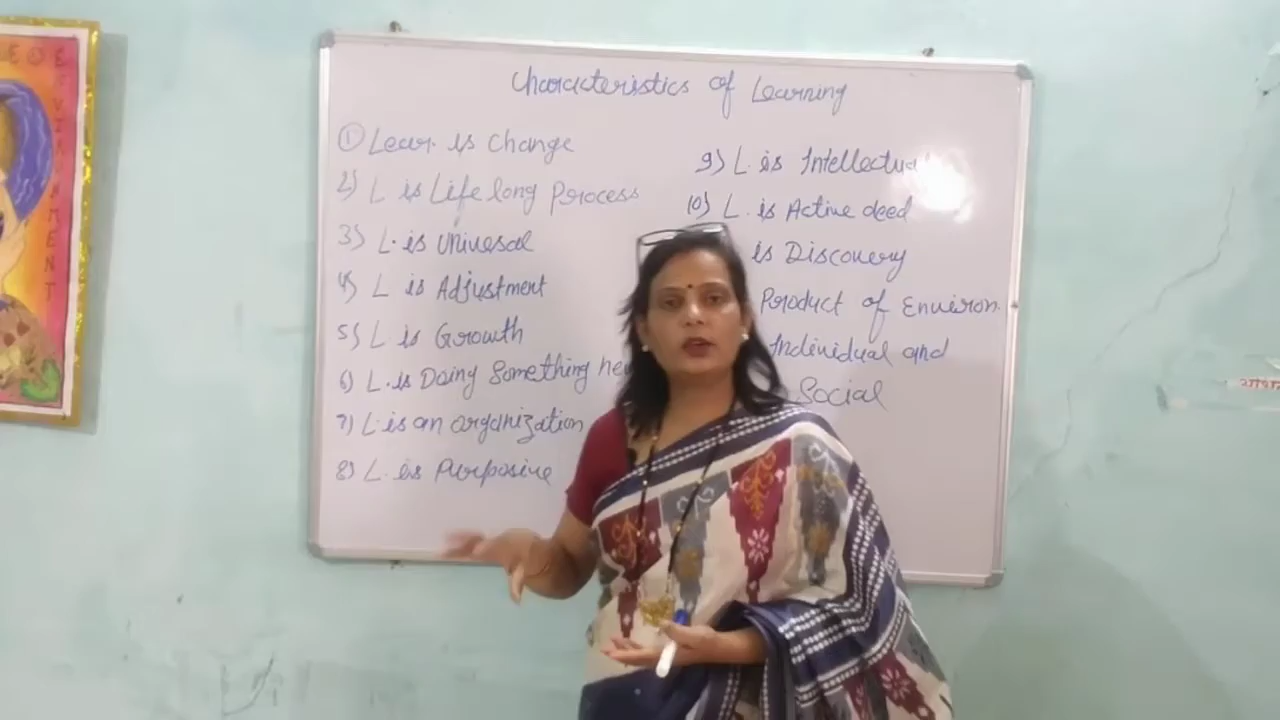 Characteristics of Learning
1) Lear. is Change
2) L is Life long Process
3) L. is Univesal
4) L is Adjustment
5) L is Growth
6) L. is Doing Something
7) L. is an organization
8) L. is Purposive
9) L. is Intellectual
10) L. is Active deed
is Discovery
Product of Environ.
Individual and
Social